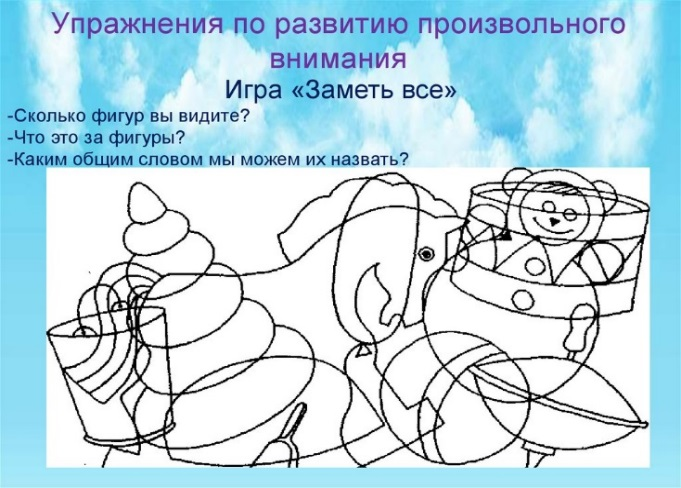 Упражнения по развитию произвольного
внимания
Игра «Заметь все»
-Сколько фигур вы видите?
-Что это за фигуры?
-Каким общим словом мы можем их назвать?